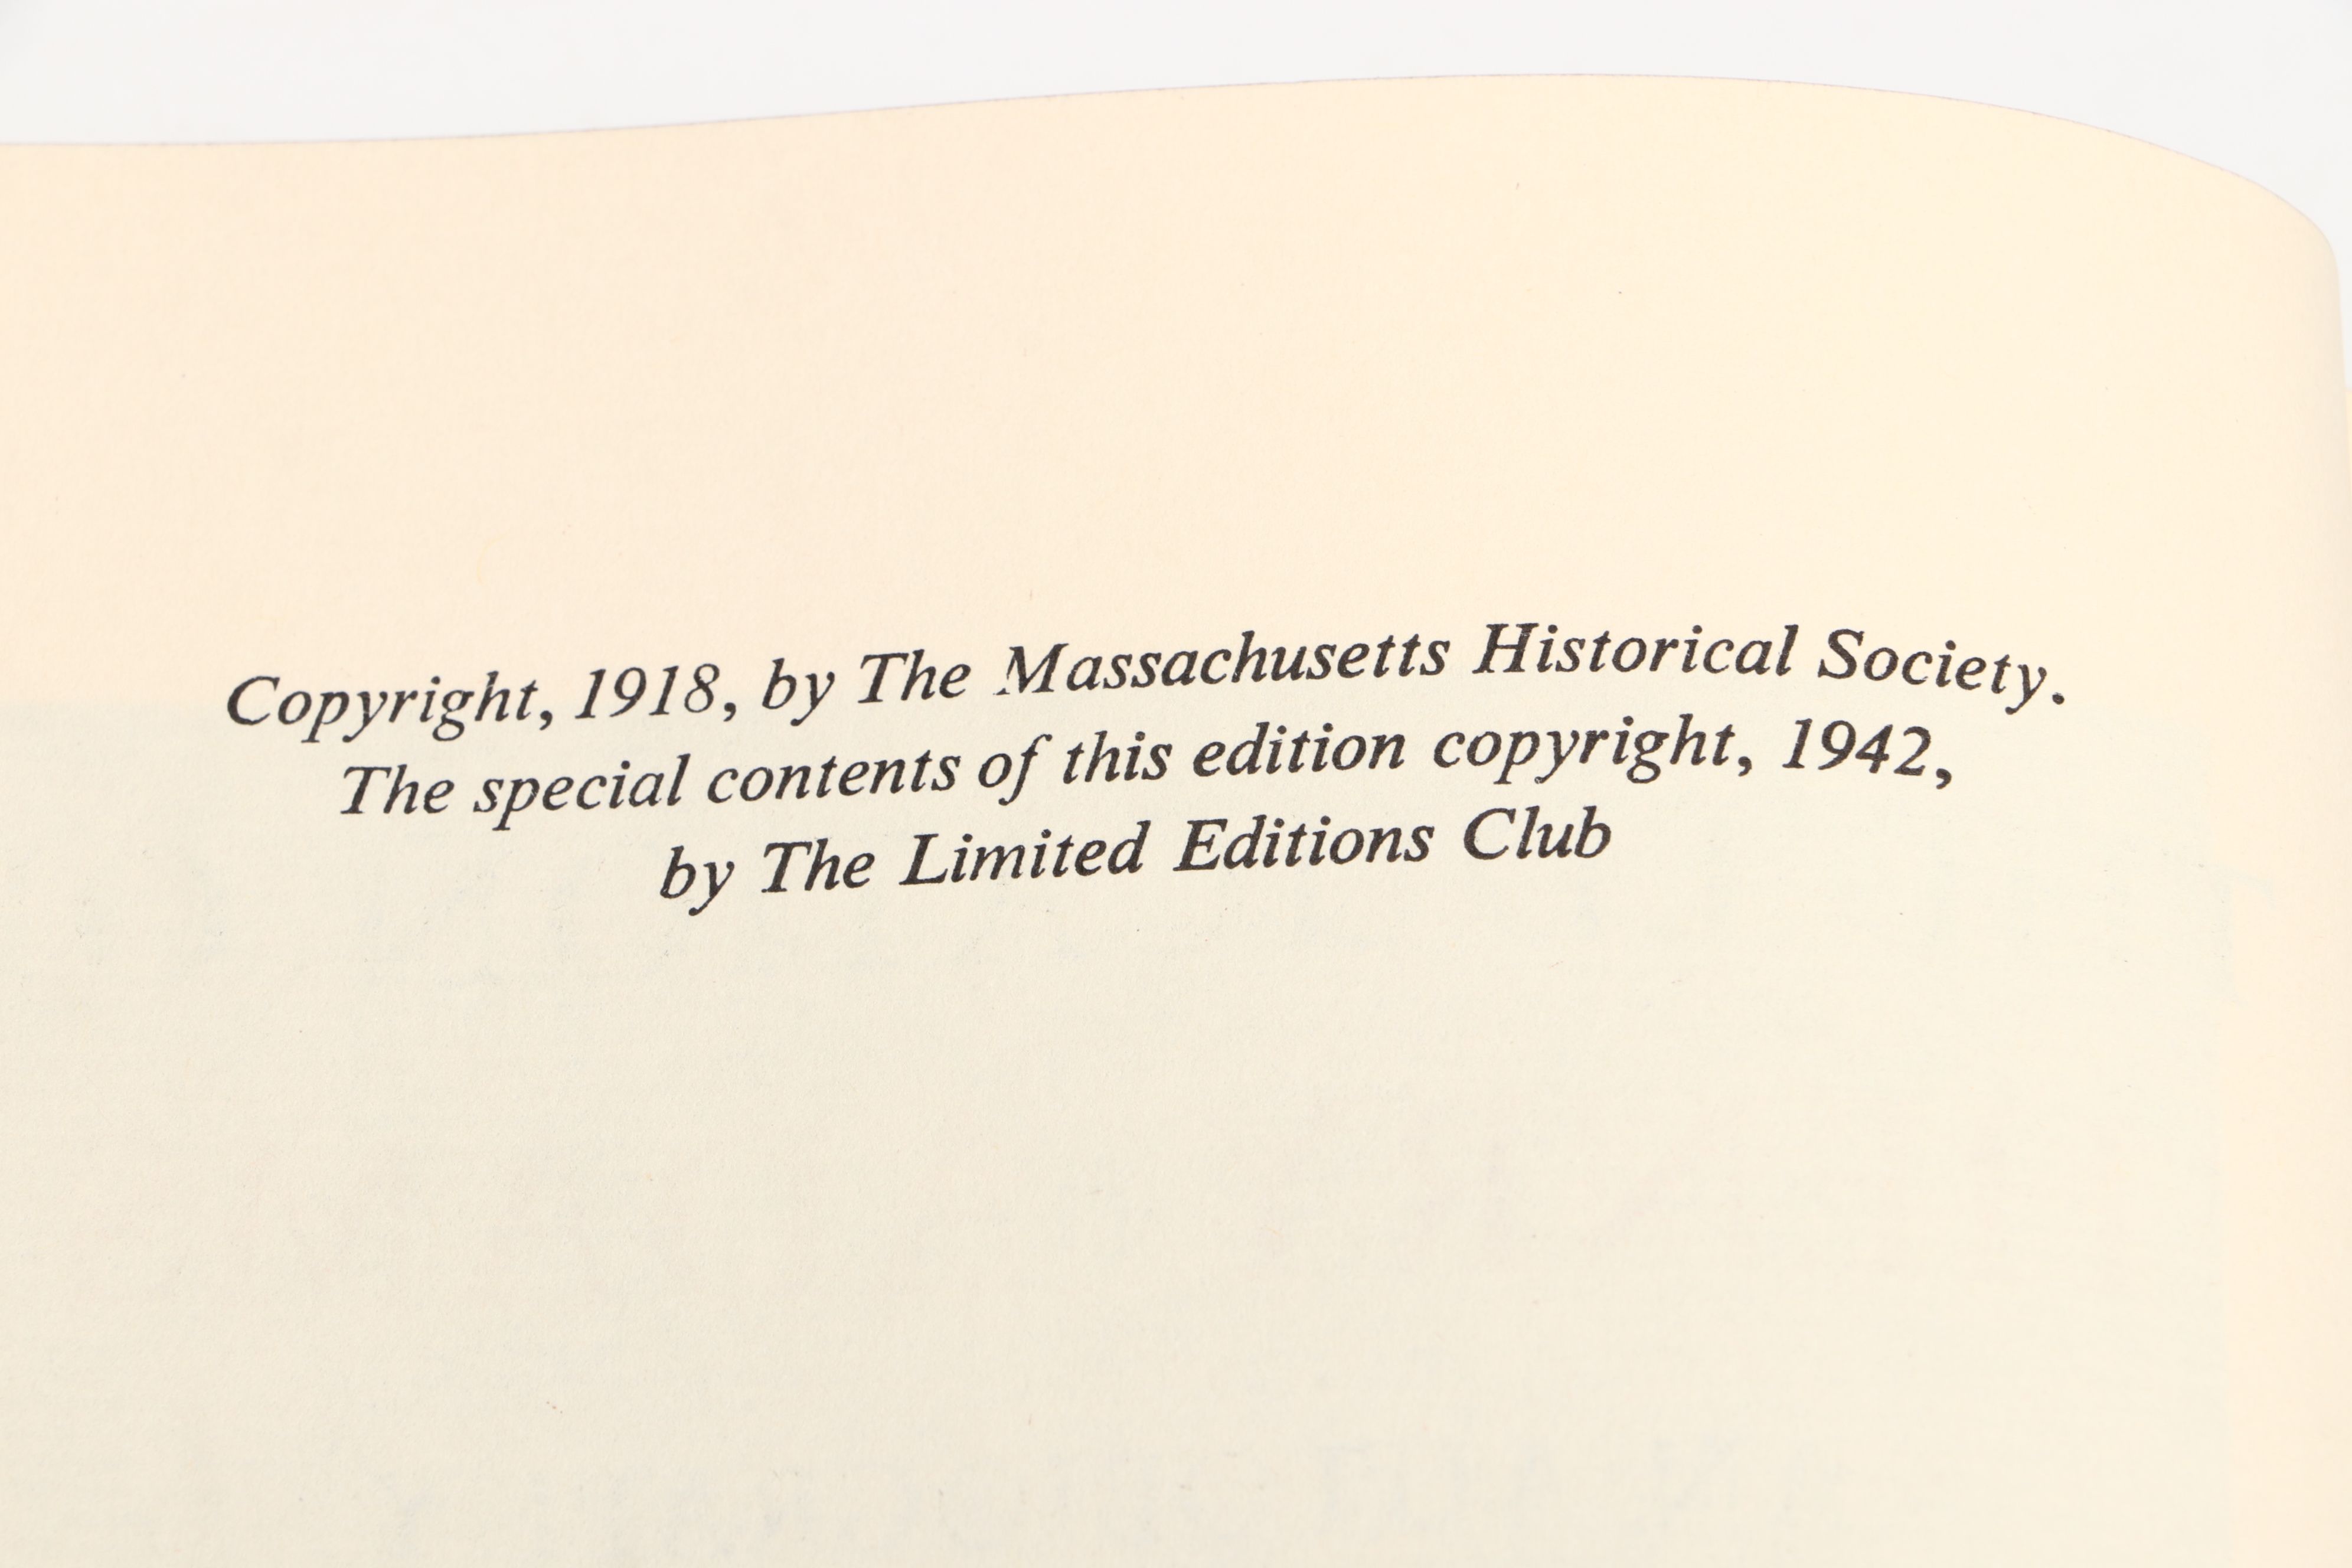 Copyright, 1918, by The Massachusetts Historical Society.
The special contents of this edition copyright, 1942,
by The Limited Editions Club